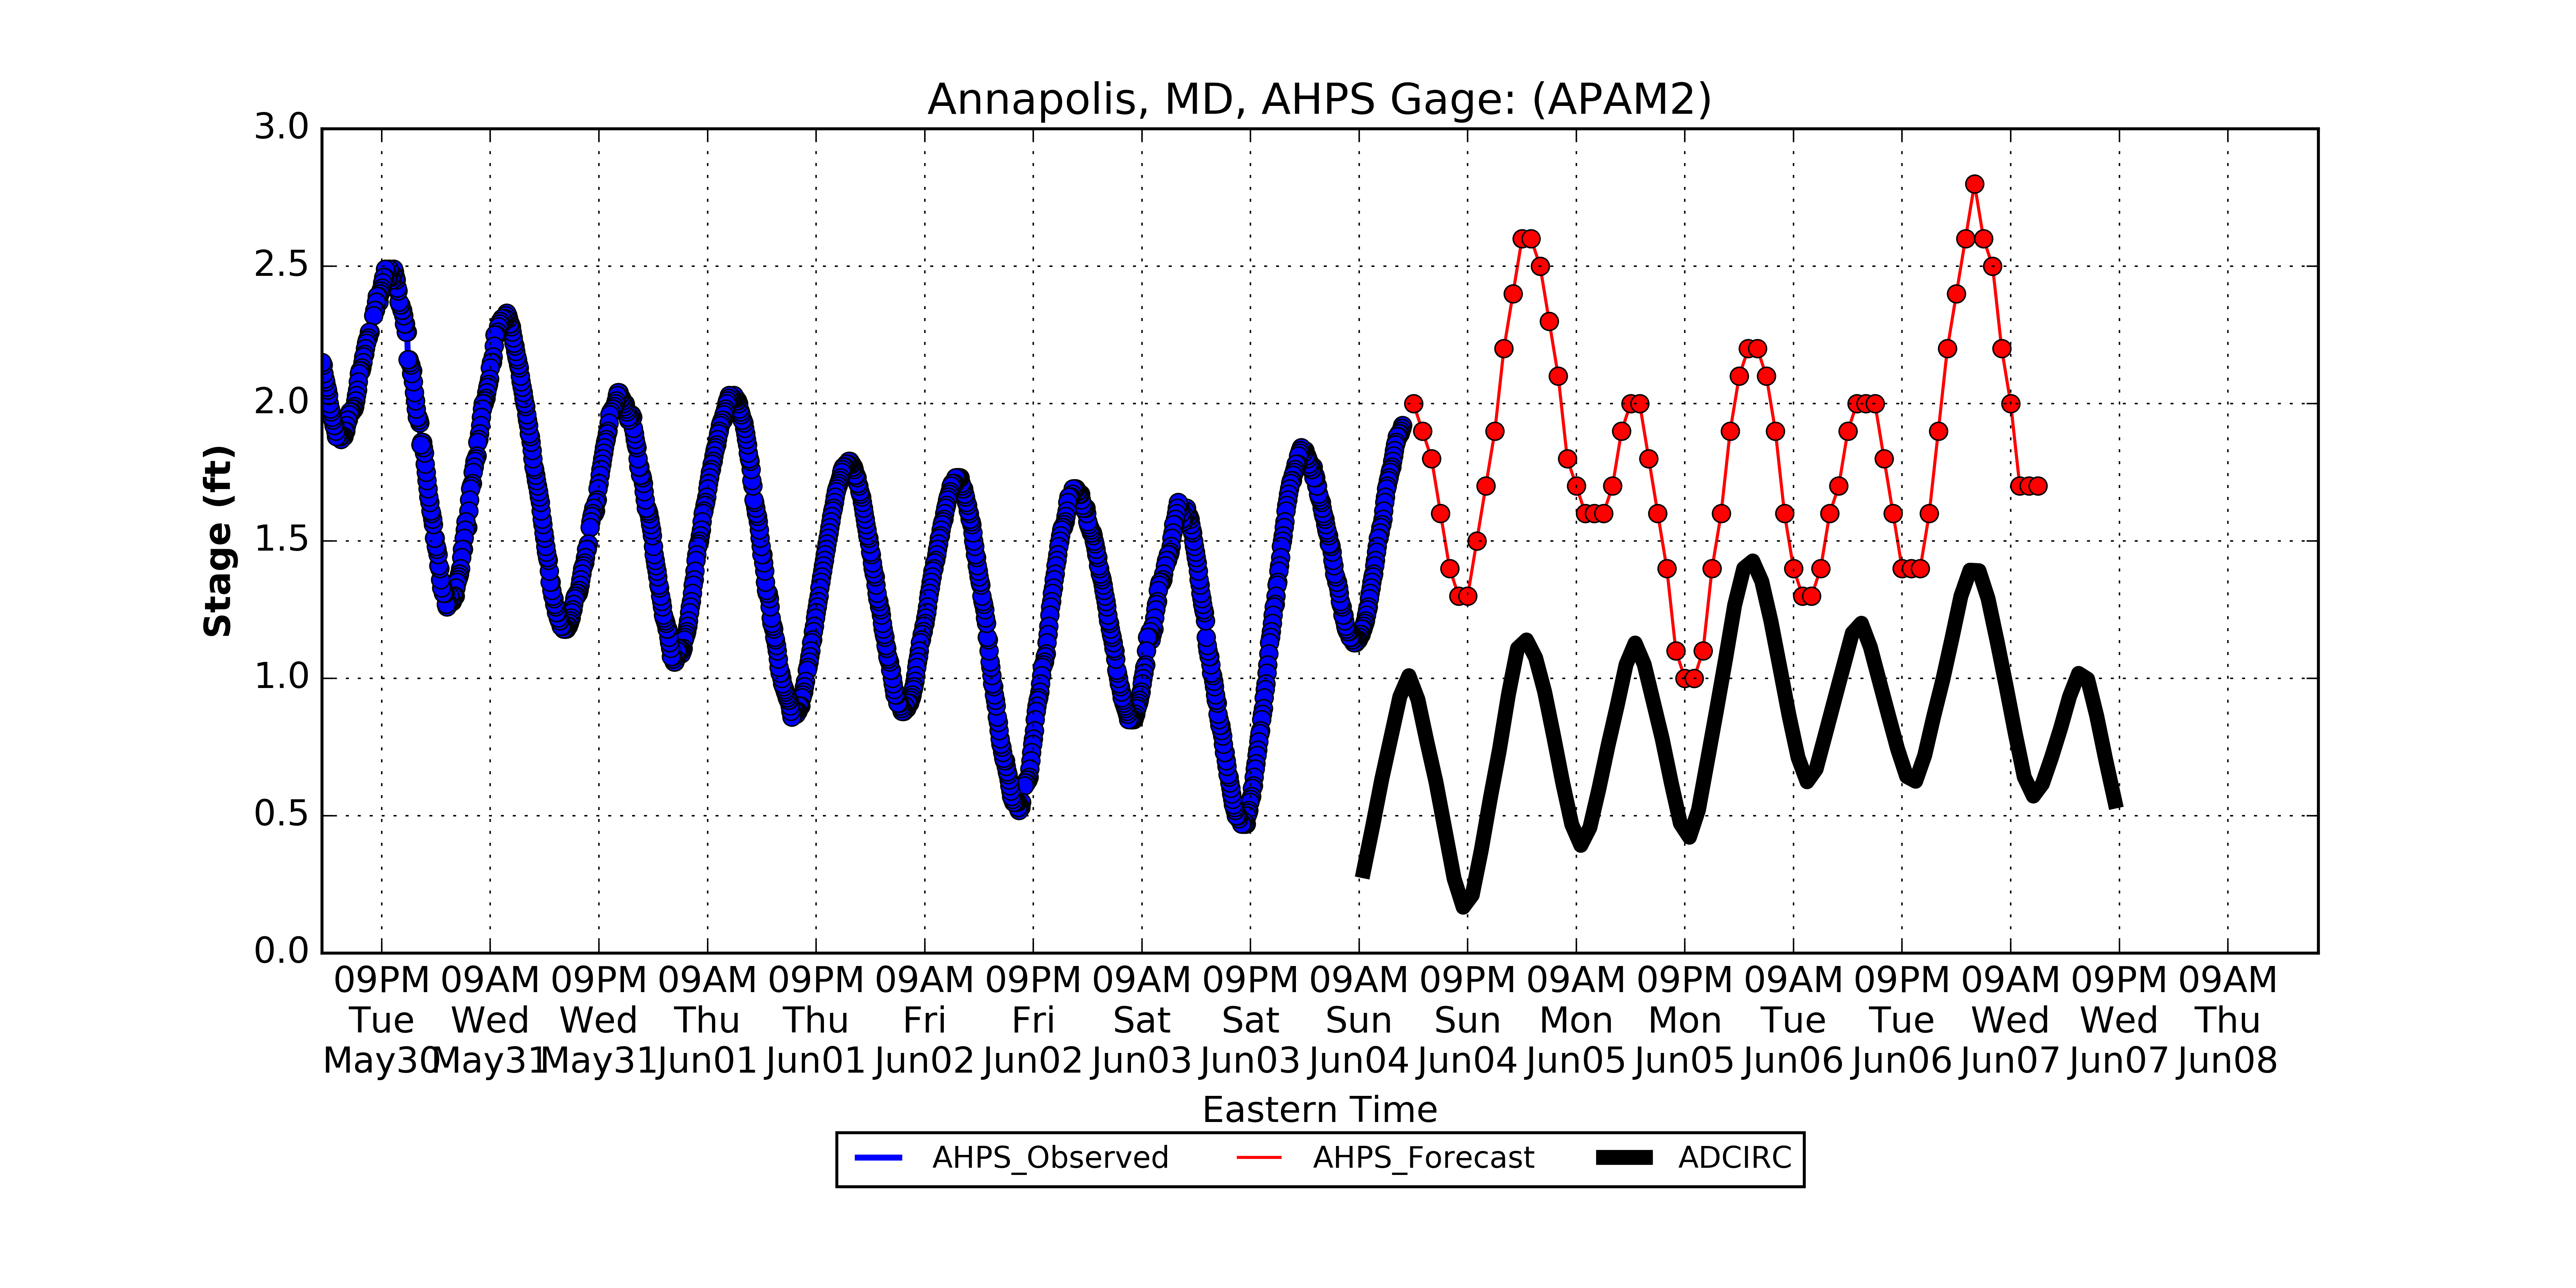 Annapolis, MD, AHPS Gage: (APAM2)
3.0
2.5
2.0
1.5
1.0
0.5
0.0
Stage (ft)
09PM 09AM 09PM 09AM 09PM 09AM 09PM 09AM 09PM 09AM 09PM 09AM 09PM 09AM 09PM 09AM 09PM 09AM
Tue Wed Wed Thu Thu Fri Fri Sat Sat Sun Sun Mon Mon Tue Tue Wed Wed Thu
May30 May31 May31 Jun01 Jun01 Jun02 Jun02 Jun03 Jun03 Jun04 Jun04 Jun05 Jun05 Jun06 Jun06 Jun07 Jun07 Jun08
Eastern Time
AHPS_Observed AHPS_Forecast ADCIRC